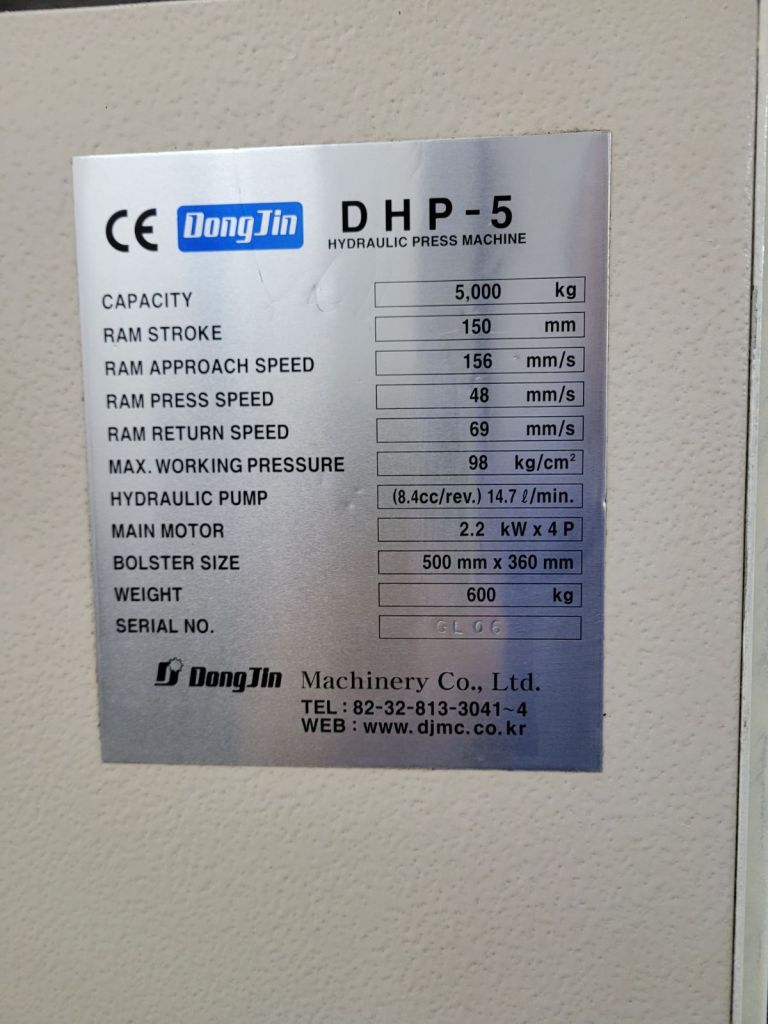 CE DongJin DHP-5
HYDRAULIC PRESS MACHINE
CAPACITY 5,000 kg
RAM STROKE 150 mm
RAM APPROACH SPEED 156 mm/s
RAM PRESS SPEED 48 mm/s
RAM RETURN SPEED 69 mm/s
MAX. WORKING PRESSURE 98 kg/cm²
HYDRAULIC PUMP (8.4cc/rev.) 14.7 ℓ/min.
MAIN MOTOR 2.2 kW x 4 P
BOLSTER SIZE 500 mm x 360 mm
WEIGHT 600 kg
SERIAL NO.
DongJin Machinery Co., Ltd.
TEL : 82-32-813-3041~4
WEB : www.djmc.co.kr